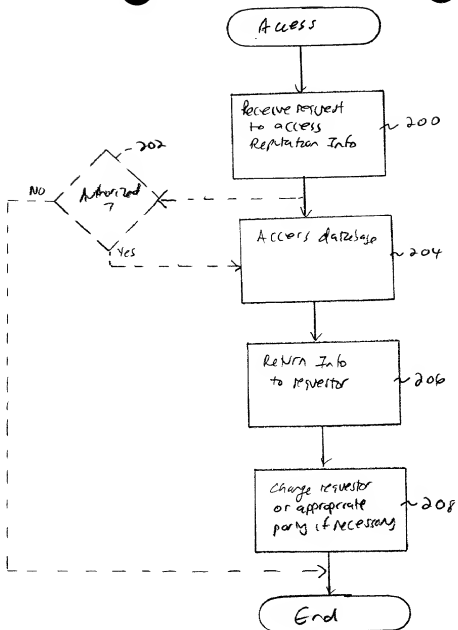 Access
Receive request
to access
Reputation Info
200
202
NO
Authorized
?
Yes
Access database
204
Return Info
to requestor
206
Charge requestor
or appropriate
party if necessary
208
End